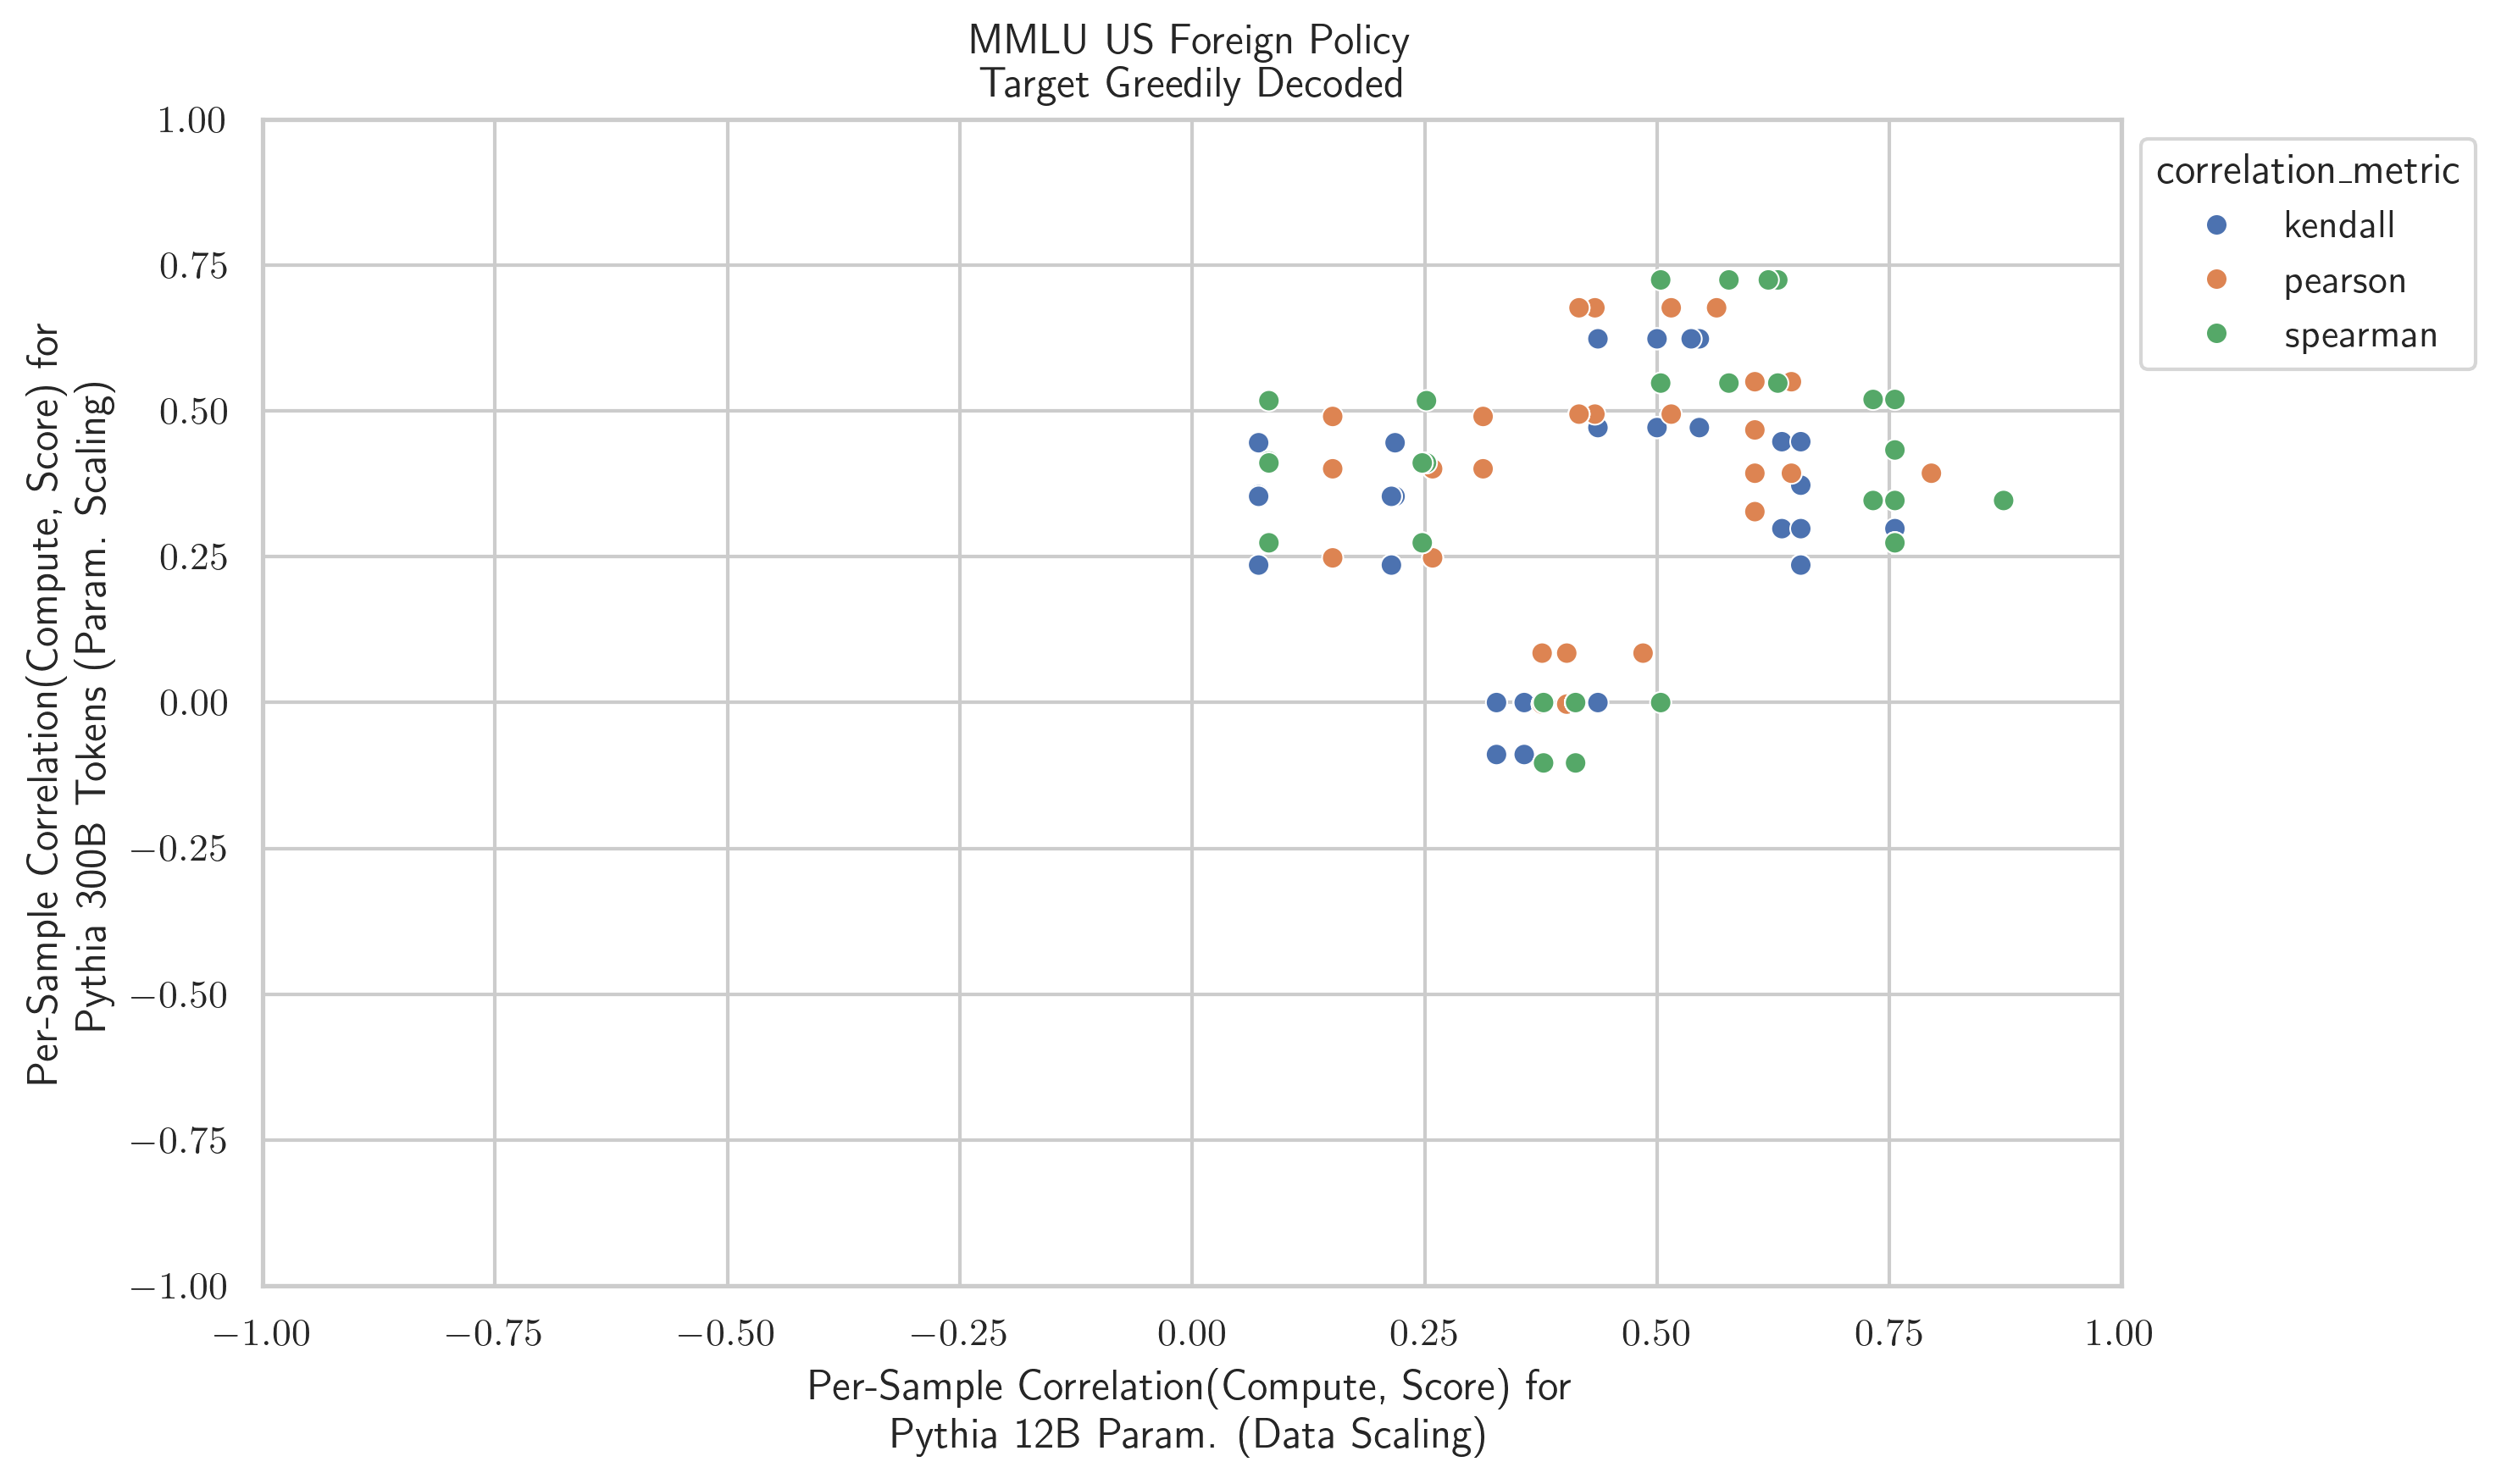 MMLU US Foreign Policy
Target Greedily Decoded
Per-Sample Correlation(Compute, Score) for
Pythia 300B Tokens (Param. Scaling)
1.00
0.75
0.50
0.25
0.00
−0.25
−0.50
−0.75
−1.00
−1.00 −0.75 −0.50 −0.25 0.00 0.25 0.50 0.75 1.00
Per-Sample Correlation(Compute, Score) for
Pythia 12B Param. (Data Scaling)
correlation_metric
kendall
pearson
spearman